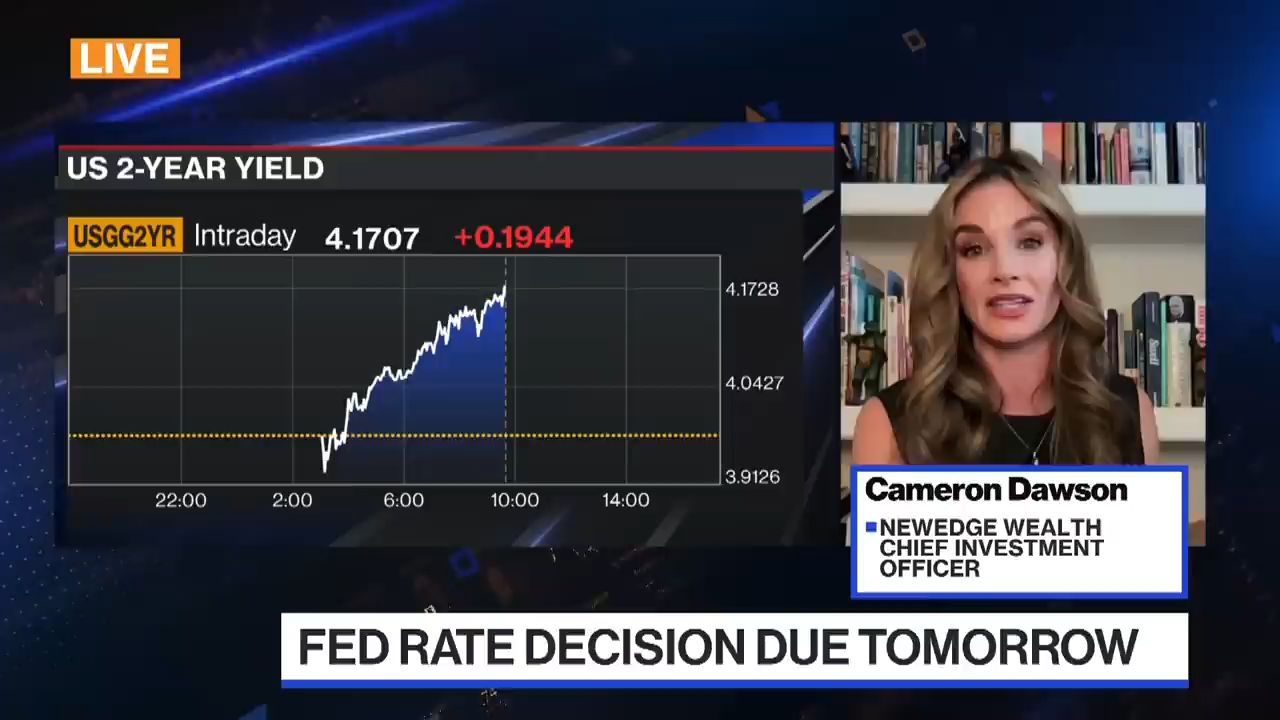 LIVE
US 2-YEAR YIELD
USGG2YR Intraday 4.1707 +0.1944
4.1728
4.0427
3.9126
22:00 2:00 6:00 10:00 14:00
Cameron Dawson
NEWEDGE WEALTH
CHIEF INVESTMENT
OFFICER
FED RATE DECISION DUE TOMORROW